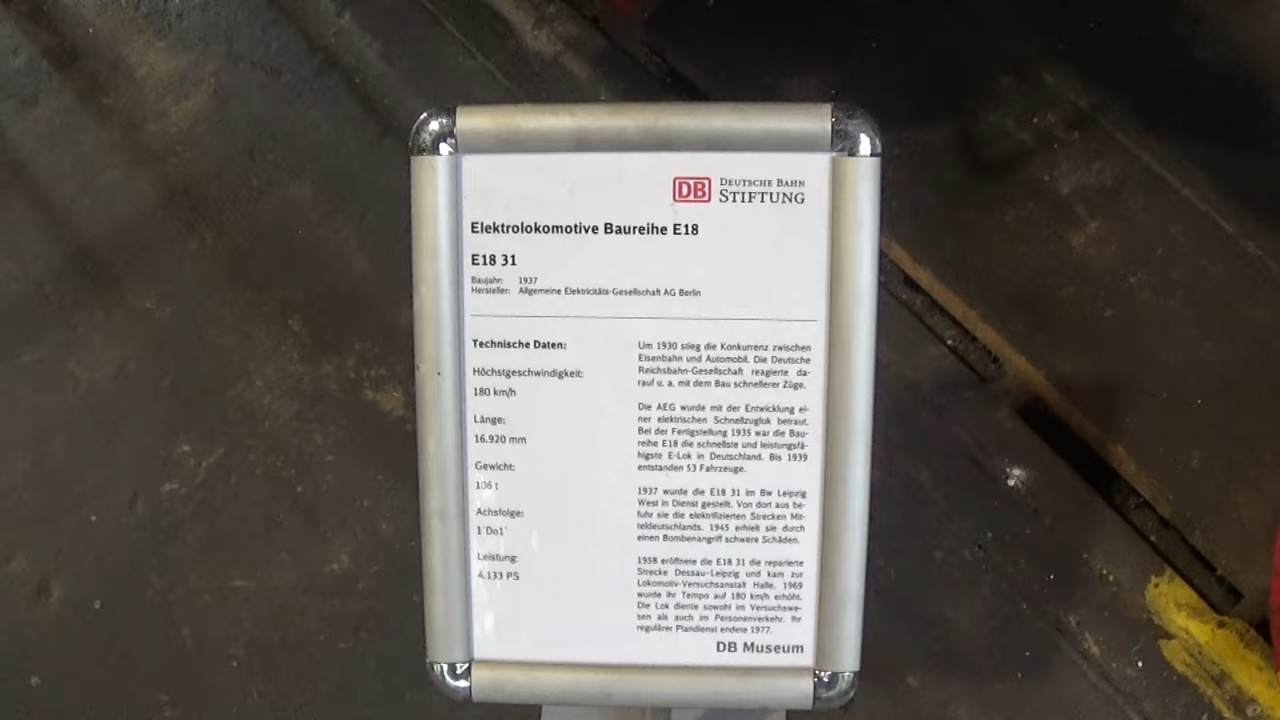 DB DEUTSCHE BAHN
STIFTUNG
Elektrolokomotive Baureihe E18
E18 31
Baujahr: 1937
Hersteller: Allgemeine Elektricitäts-Gesellschaft AG Berlin
Technische Daten:
Höchstgeschwindigkeit:
180 km/h
Länge:
16.920 mm
Gewicht:
106 t
Achsfolge:
1'Do1'
Leistung:
4.133 PS
Um 1930 stieg die Konkurrenz zwischen
Eisenbahn und Automobil. Die Deutsche
Reichsbahn-Gesellschaft reagierte da-
rauf u. a. mit dem Bau schnellerer Züge.
Die AEG wurde mit der Entwicklung ei-
ner elektrischen Schnellzuglok betraut.
Bei der Fertigstellung 1935 war die Bau-
reihe E18 die schnellste und leistungsfä-
higste E-Lok in Deutschland. Bis 1939
entstanden 53 Fahrzeuge.
1937 wurde die E18 31 im Bw Leipzig
West in Dienst gestellt. Von dort aus be-
fuhr sie die elektrifizierten Strecken Mit-
teldeutschlands. 1945 erhielt sie durch
einen Bombenangriff schwere Schäden.
1958 eröffnete die E18 31 die reparierte
Strecke Dessau-Leipzig und kam zur
Lokomotiv-Versuchsanstalt Halle. 1969
wurde ihr Tempo auf 180 km/h erhöht.
Die Lok diente sowohl im Versuchswe-
sen als auch im Personenverkehr. Ihr
regulärer Plandienst endete 1977.
DB Museum